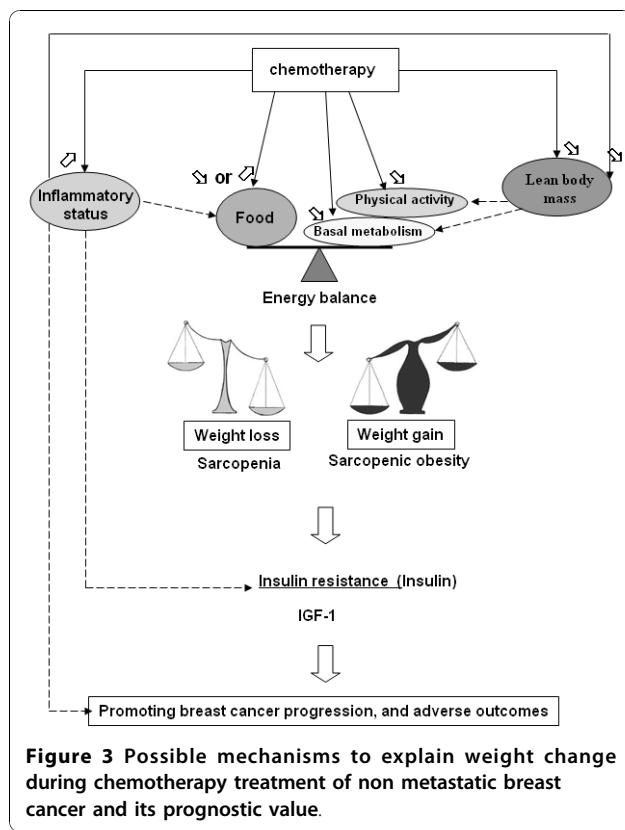 chemotherapy
Inflammatory
status
or
Food
Physical activity
Basal metabolism
Lean body
mass
Energy balance
Weight loss
Sarcopenia
Weight gain
Sarcopenic obesity
Insulin resistance (Insulin)
IGF-1
Promoting breast cancer progression, and adverse outcomes
Figure 3 Possible mechanisms to explain weight change
during chemotherapy treatment of non metastatic breast
cancer and its prognostic value.